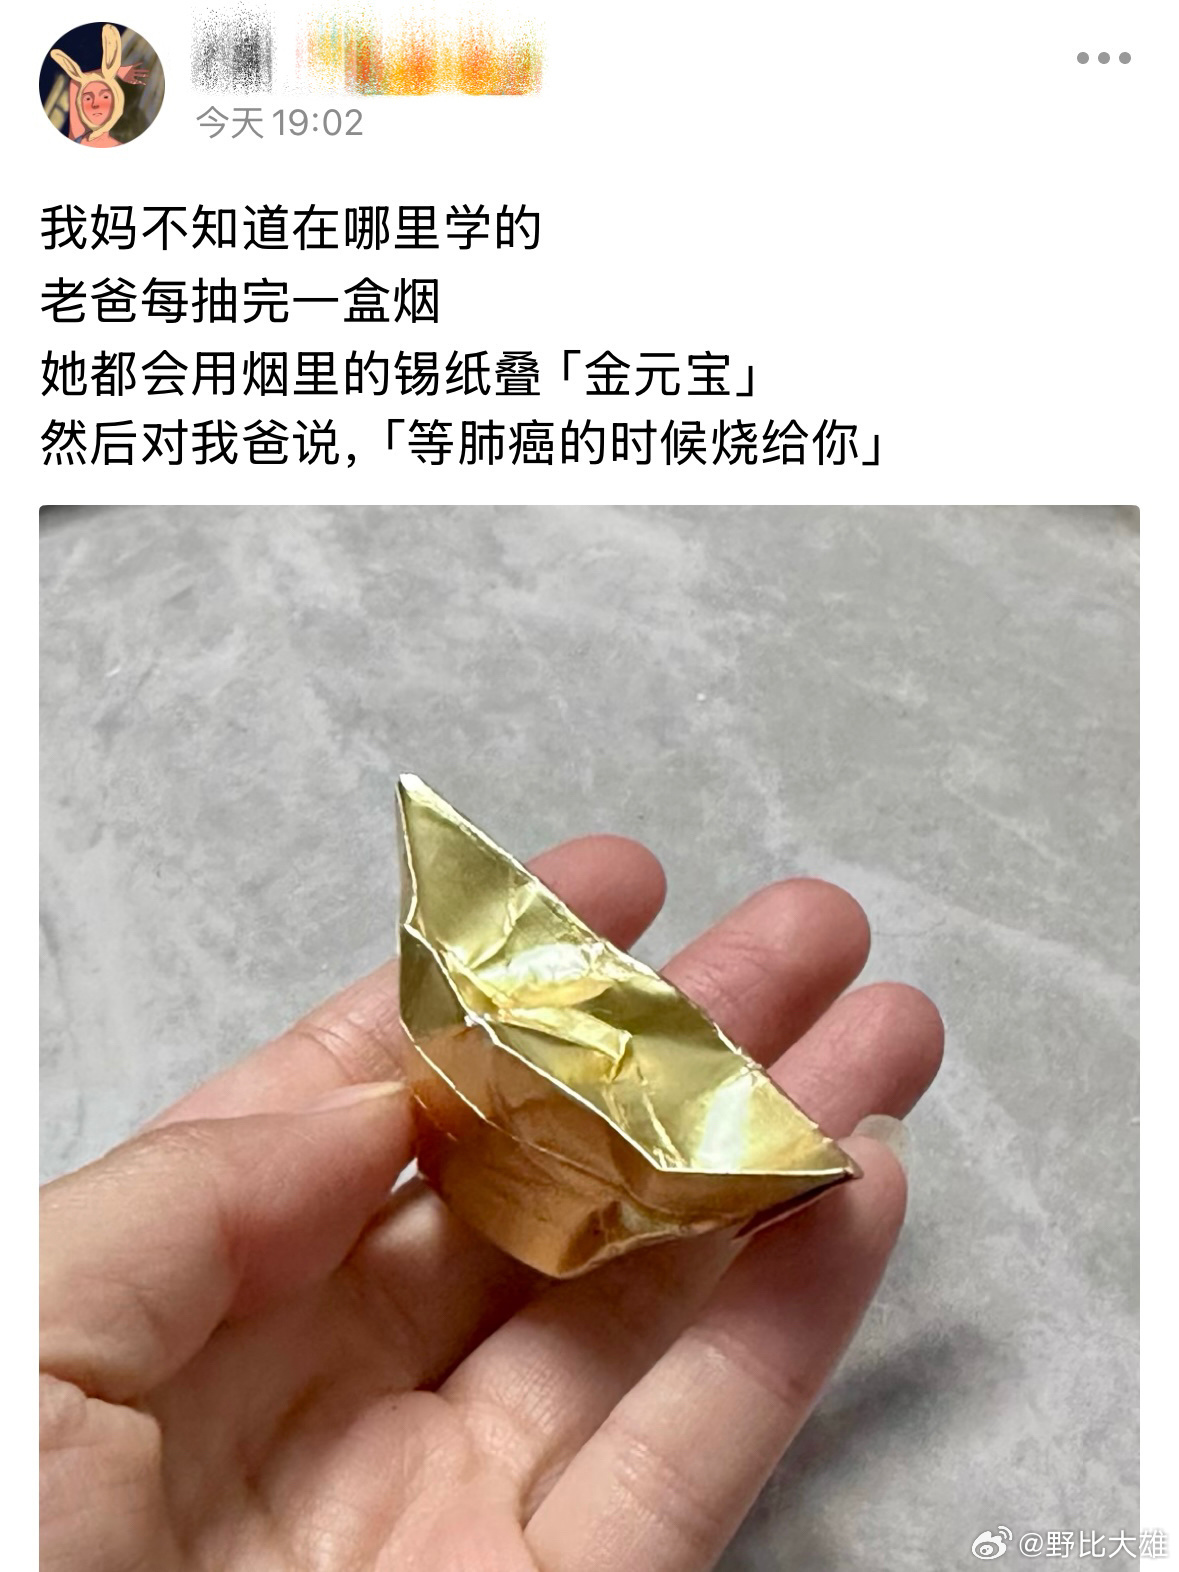 今天 19:02
我妈不知道在哪里学的
老爸每抽完一盒烟
她都会用烟里的锡纸叠「金元宝」
然后对我爸说,「等肺癌的时候烧给你」
@野比大雄